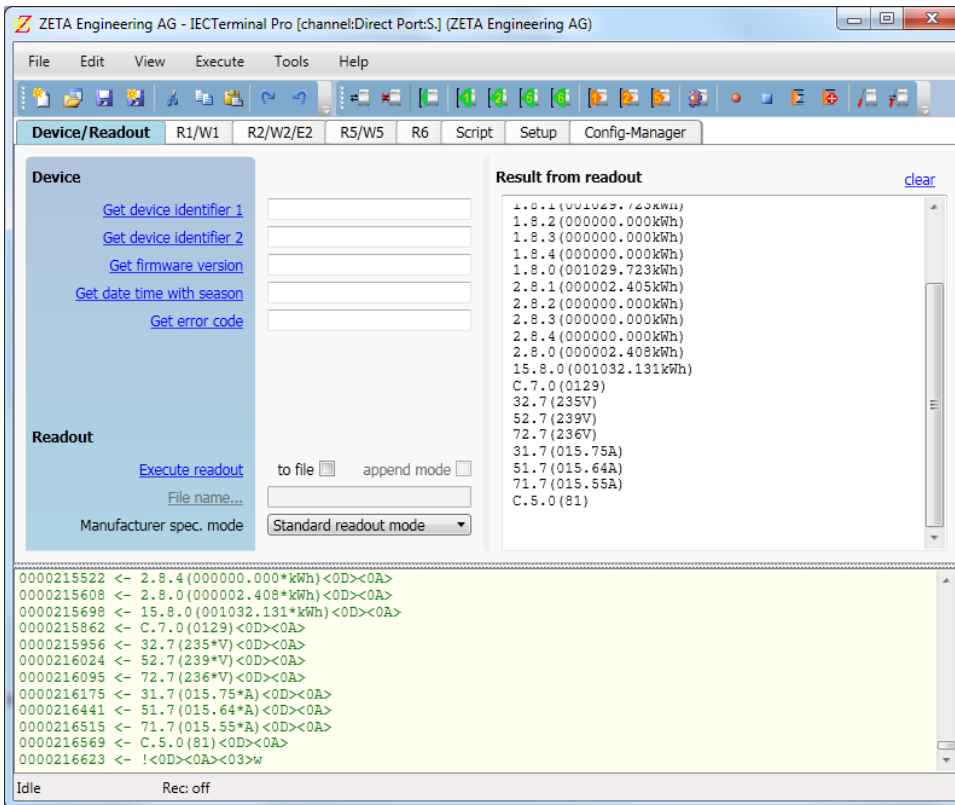 ZETA Engineering AG - IECTerminal Pro [channel:Direct Port:S.] (ZETA Engineering AG)
File Edit View Execute Tools Help
Device/Readout R1/W1 R2/W2/E2 R5/W5 R6 Script Setup Config-Manager
Device
Get device identifier 1
Get device identifier 2
Get firmware version
Get date time with season
Get error code
Readout
Execute readout to file append mode
File name...
Manufacturer spec. mode Standard readout mode
Result from readout clear
1.8.1(001029.723kWh)
1.8.2(000000.000kWh)
1.8.3(000000.000kWh)
1.8.4(000000.000kWh)
1.8.0(001029.723kWh)
2.8.1(000002.405kWh)
2.8.2(000000.000kWh)
2.8.3(000000.000kWh)
2.8.4(000000.000kWh)
2.8.0(000002.408kWh)
15.8.0(001032.131kWh)
C.7.0(0129)
32.7(235V)
52.7(239V)
72.7(236V)
31.7(015.75A)
51.7(015.64A)
71.7(015.55A)
C.5.0(81)
0000215522 <- 2.8.4(000000.000*kWh)<0D><0A>
0000215608 <- 2.8.0(000002.408*kWh)<0D><0A>
0000215698 <- 15.8.0(001032.131*kWh)<0D><0A>
0000215862 <- C.7.0(0129)<0D><0A>
0000215956 <- 32.7(235*V)<0D><0A>
0000216024 <- 52.7(239*V)<0D><0A>
0000216095 <- 72.7(236*V)<0D><0A>
0000216175 <- 31.7(015.75*A)<0D><0A>
0000216441 <- 51.7(015.64*A)<0D><0A>
0000216515 <- 71.7(015.55*A)<0D><0A>
0000216569 <- C.5.0(81)<0D><0A>
0000216623 <- !<0D><0A><03>w
Idle Rec: off